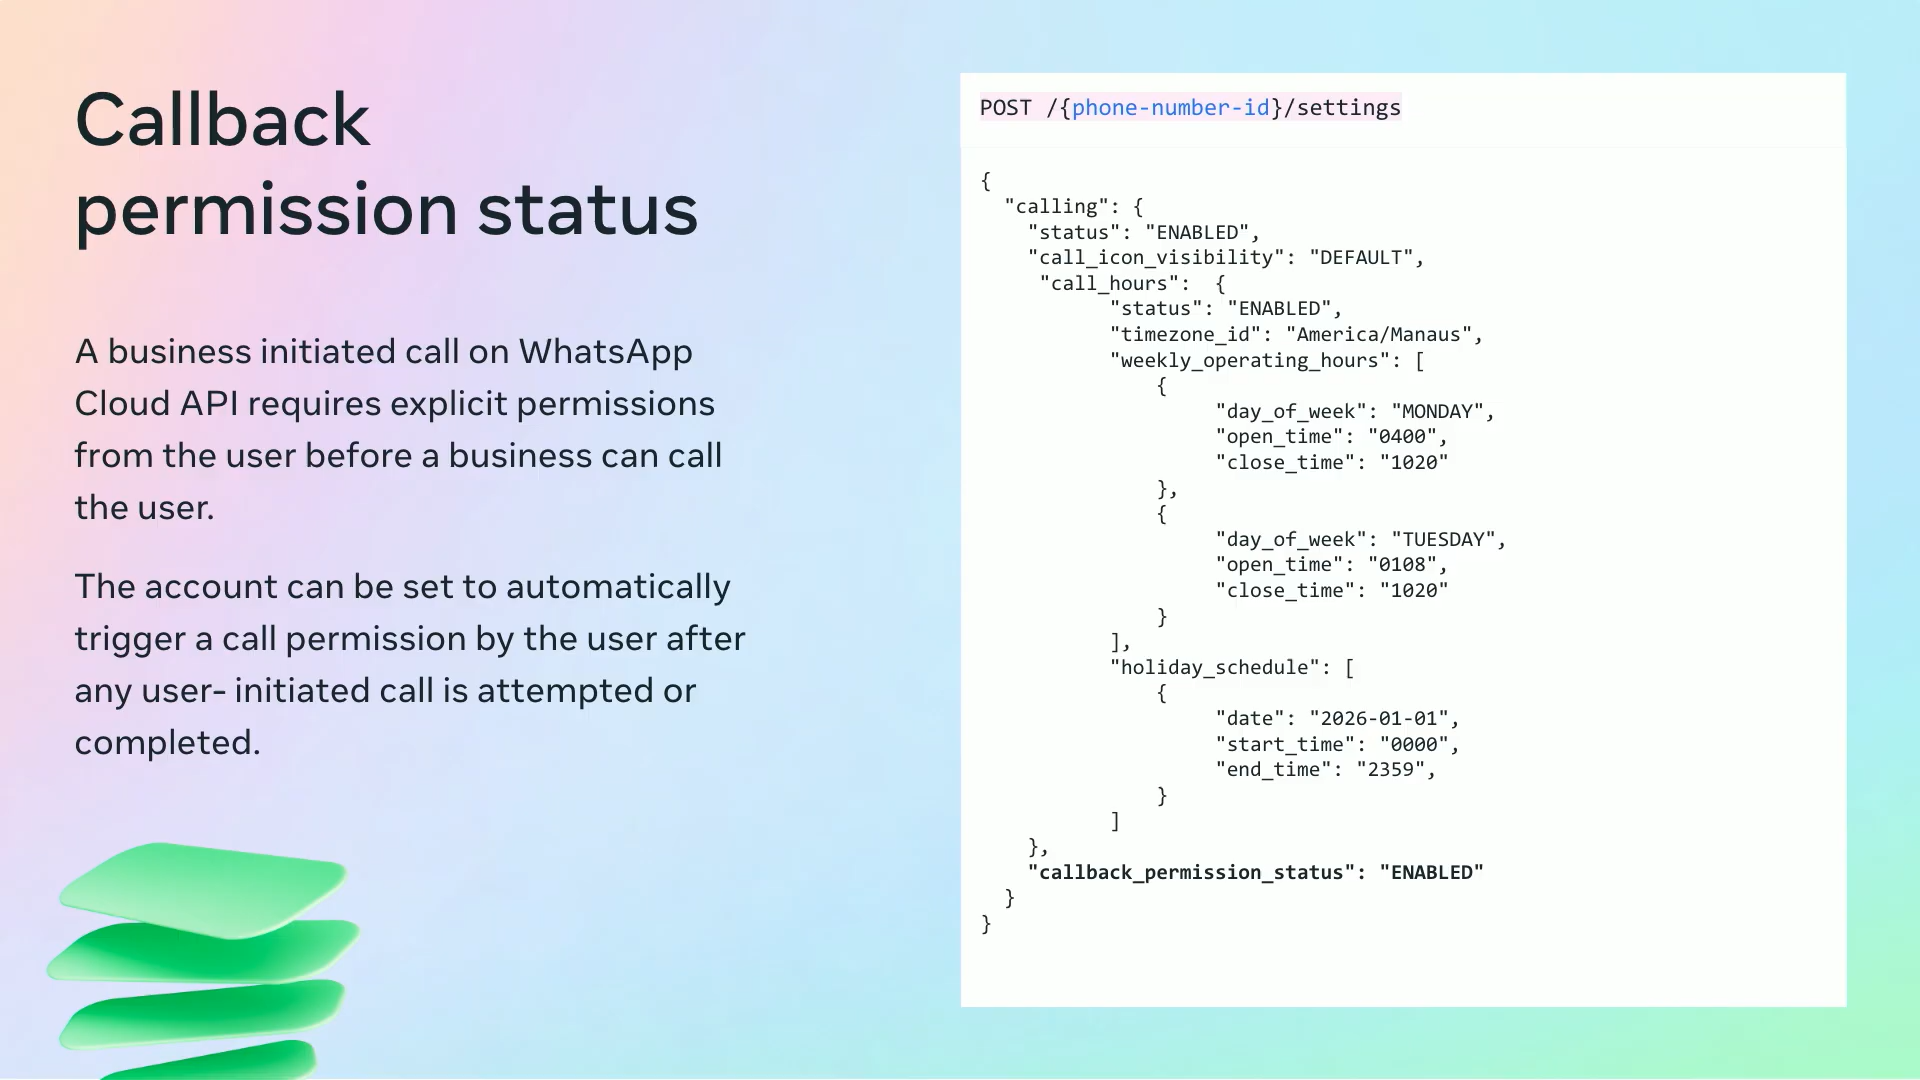 Callback
permission status
A business initiated call on WhatsApp
Cloud API requires explicit permissions
from the user before a business can call
the user.
The account can be set to automatically
trigger a call permission by the user after
any user- initiated call is attempted or
completed.
POST /{phone-number-id}/settings
{
  "calling": {
    "status": "ENABLED",
    "call_icon_visibility": "DEFAULT",
     "call_hours":  {
           "status": "ENABLED",
           "timezone_id": "America/Manaus",
           "weekly_operating_hours": [
               {
                    "day_of_week": "MONDAY",
                    "open_time": "0400",
                    "close_time": "1020"
               },
               {
                    "day_of_week": "TUESDAY",
                    "open_time": "0108",
                    "close_time": "1020"
               }
           ],
           "holiday_schedule": [
               {
                    "date": "2026-01-01",
                    "start_time": "0000",
                    "end_time": "2359",
               }
           ]
    },
    "callback_permission_status": "ENABLED"
  }
}